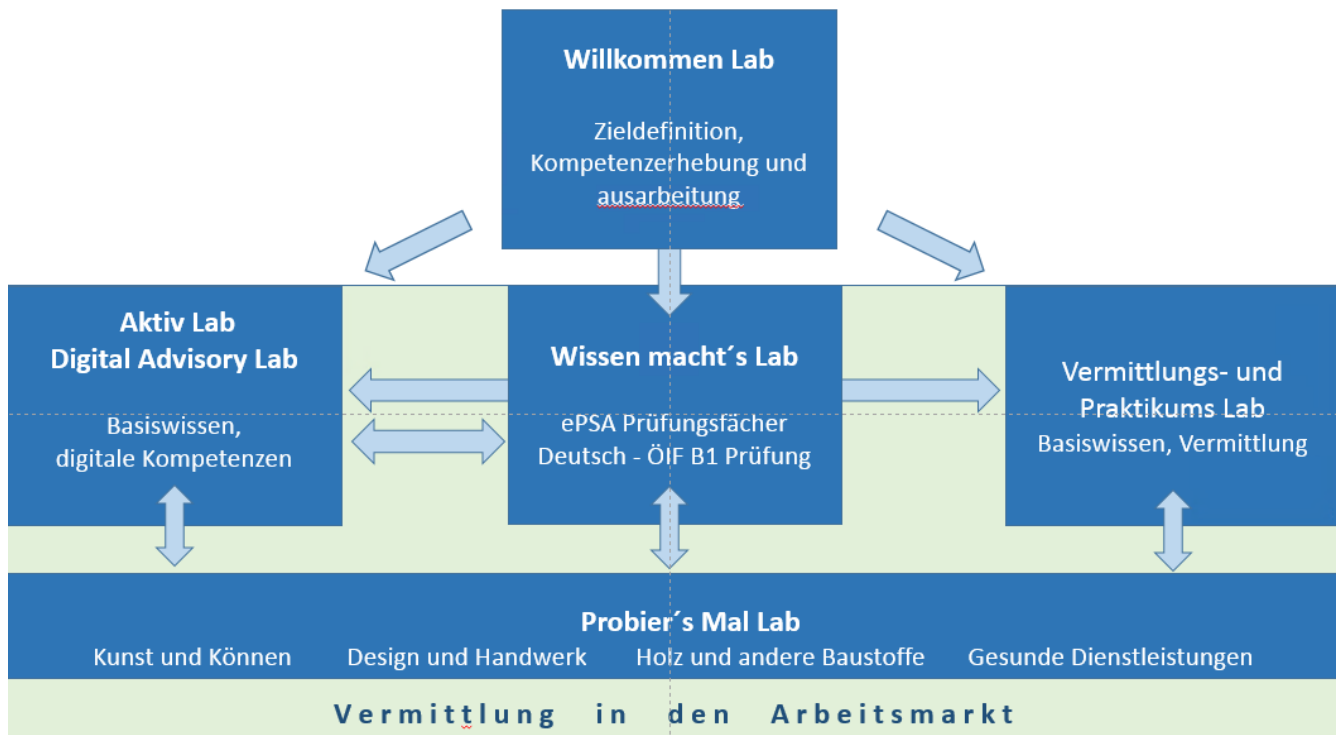 Willkommen Lab
Zieldefinition,
Kompetenzerhebung und
ausarbeitung
Aktiv Lab
Digital Advisory Lab
Basiswissen,
digitale Kompetenzen
Wissen macht´s Lab
ePSA Prüfungsfächer
Deutsch - ÖIF B1 Prüfung
Vermittlungs- und
Praktikums Lab
Basiswissen, Vermittlung
Probier´s Mal Lab
Kunst und Können Design und Handwerk Holz und andere Baustoffe Gesunde Dienstleistungen
Vermittlung in den Arbeitsmarkt